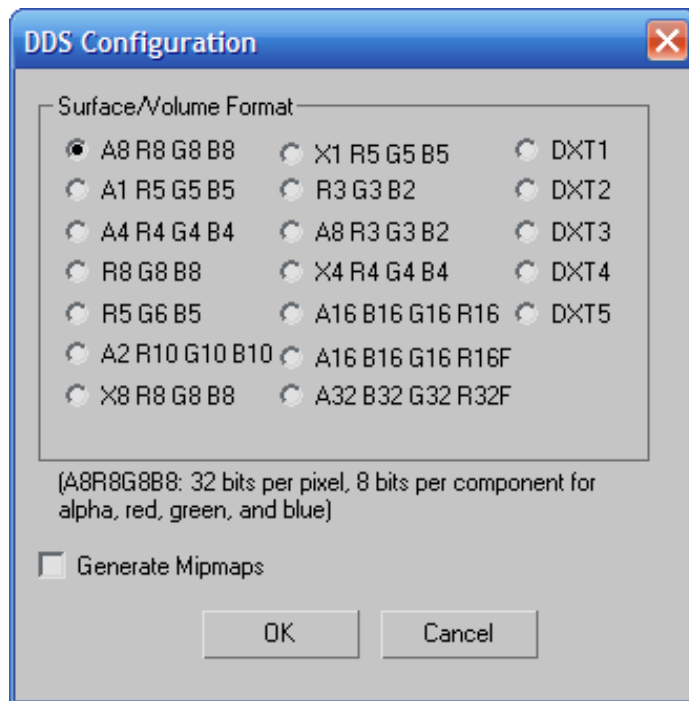 DDS Configuration
Surface/Volume Format
A8 R8 G8 B8 X1 R5 G5 B5 DXT1
A1 R5 G5 B5 R3 G3 B2 DXT2
A4 R4 G4 B4 A8 R3 G3 B2 DXT3
R8 G8 B8 X4 R4 G4 B4 DXT4
R5 G6 B5 A16 B16 G16 R16 DXT5
A2 R10 G10 B10 A16 B16 G16 R16F
X8 R8 G8 B8 A32 B32 G32 R32F
(A8R8G8B8: 32 bits per pixel, 8 bits per component for
alpha, red, green, and blue)
Generate Mipmaps
OK Cancel